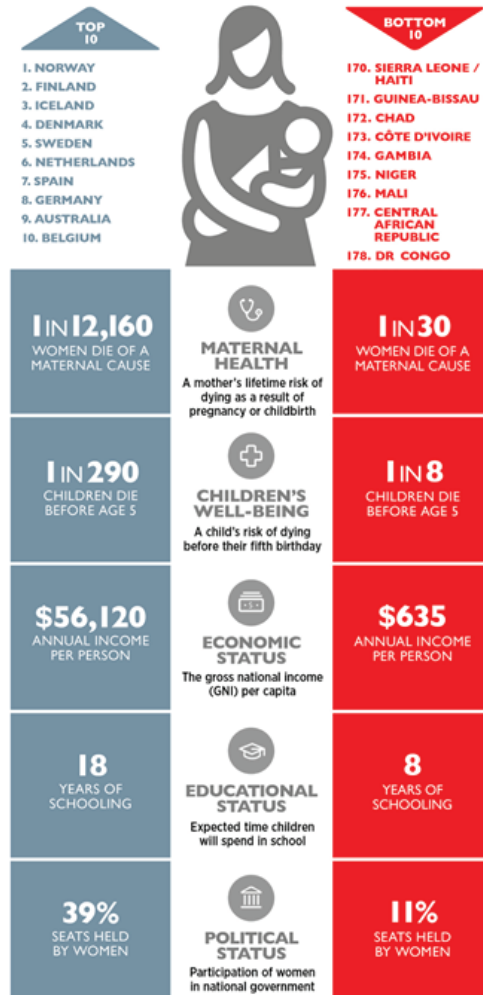 TOP
10
1. NORWAY
2. FINLAND
3. ICELAND
4. DENMARK
5. SWEDEN
6. NETHERLANDS
7. SPAIN
8. GERMANY
9. AUSTRALIA
10. BELGIUM
BOTTOM
10
170. SIERRA LEONE /
HAITI
171. GUINEA-BISSAU
172. CHAD
173. CÔTE D'IVOIRE
174. GAMBIA
175. NIGER
176. MALI
177. CENTRAL
AFRICAN
REPUBLIC
178. DR CONGO
1 IN 12,160
WOMEN DIE OF A
MATERNAL CAUSE
MATERNAL
HEALTH
A mother's lifetime risk of
dying as a result of
pregnancy or childbirth
1 IN 30
WOMEN DIE OF A
MATERNAL CAUSE
1 IN 290
CHILDREN DIE
BEFORE AGE 5
CHILDREN'S
WELL-BEING
A child's risk of dying
before their fifth birthday
1 IN 8
CHILDREN DIE
BEFORE AGE 5
$56,120
ANNUAL INCOME
PER PERSON
ECONOMIC
STATUS
The gross national income
(GNI) per capita
$635
ANNUAL INCOME
PER PERSON
18
YEARS OF
SCHOOLING
EDUCATIONAL
STATUS
Expected time children
will spend in school
8
YEARS OF
SCHOOLING
39%
SEATS HELD
BY WOMEN
POLITICAL
STATUS
Participation of women
in national government
11%
SEATS HELD
BY WOMEN